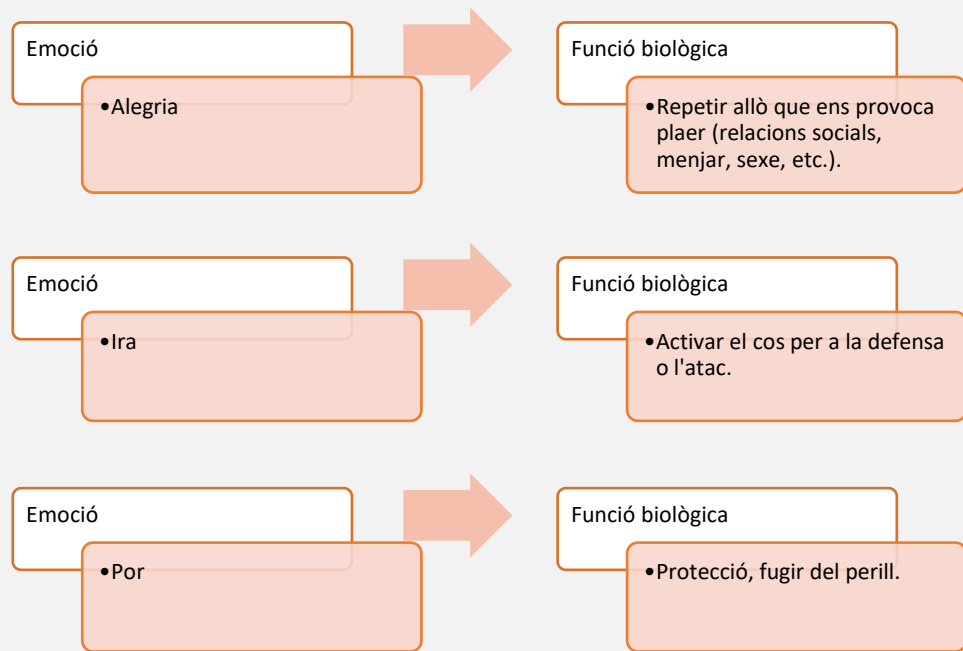 Emoció
•Alegria
Funció biològica
•Repetir allò que ens provoca
plaer (relacions socials,
menjar, sexe, etc.).
Emoció
•Ira
Funció biològica
•Activar el cos per a la defensa
o l'atac.
Emoció
•Por
Funció biològica
•Protecció, fugir del perill.